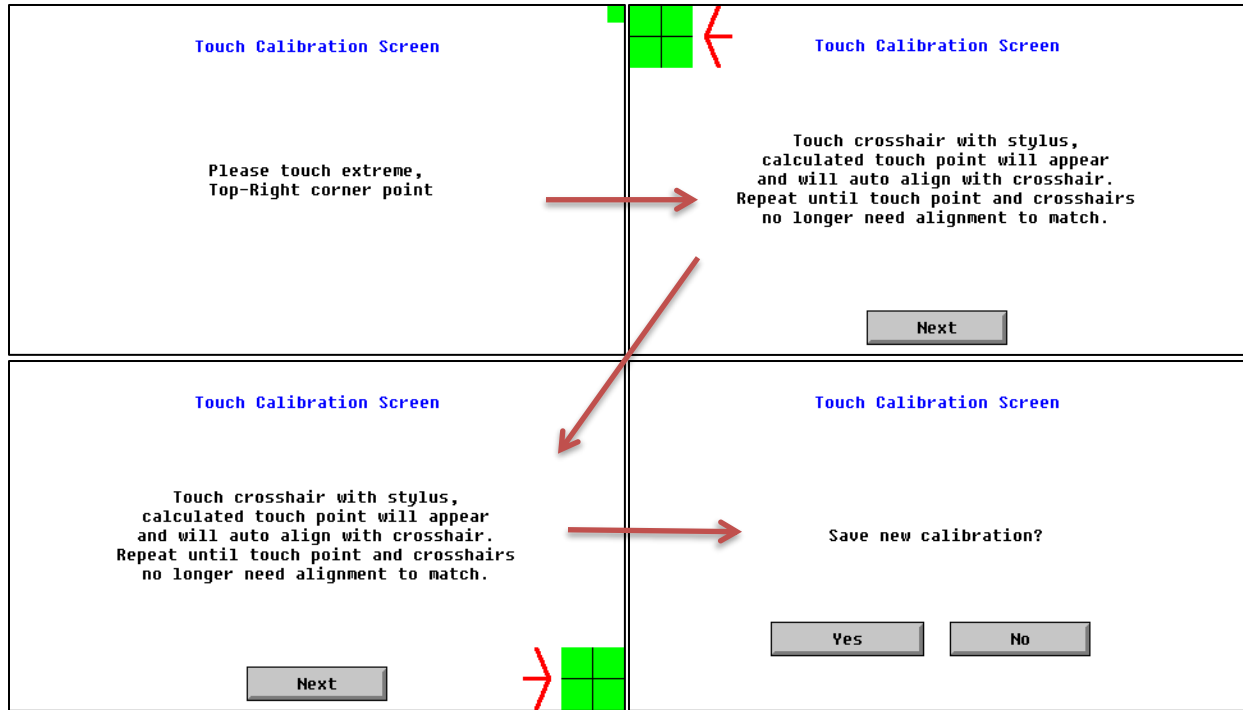 Touch Calibration Screen
Please touch extreme,
Top-Right corner point
Touch Calibration Screen
Touch crosshair with stylus,
calculated touch point will appear
and will auto align with crosshair.
Repeat until touch point and crosshairs
no longer need alignment to match.
Next
Touch Calibration Screen
Touch crosshair with stylus,
calculated touch point will appear
and will auto align with crosshair.
Repeat until touch point and crosshairs
no longer need alignment to match.
Next
Touch Calibration Screen
Save new calibration?
Yes No